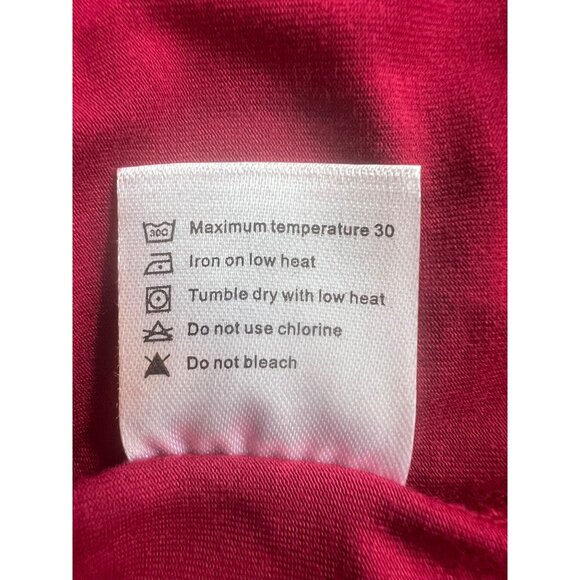 30C Maximum temperature 30
Iron on low heat
Tumble dry with low heat
Do not use chlorine
Do not bleach